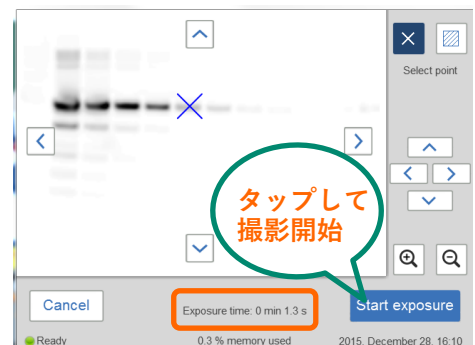 Select point
タップして
撮影開始
Cancel
Exposure time: 0 min 1.3 s
Start exposure
Ready
0.3 % memory used
2015. December 28. 16:10